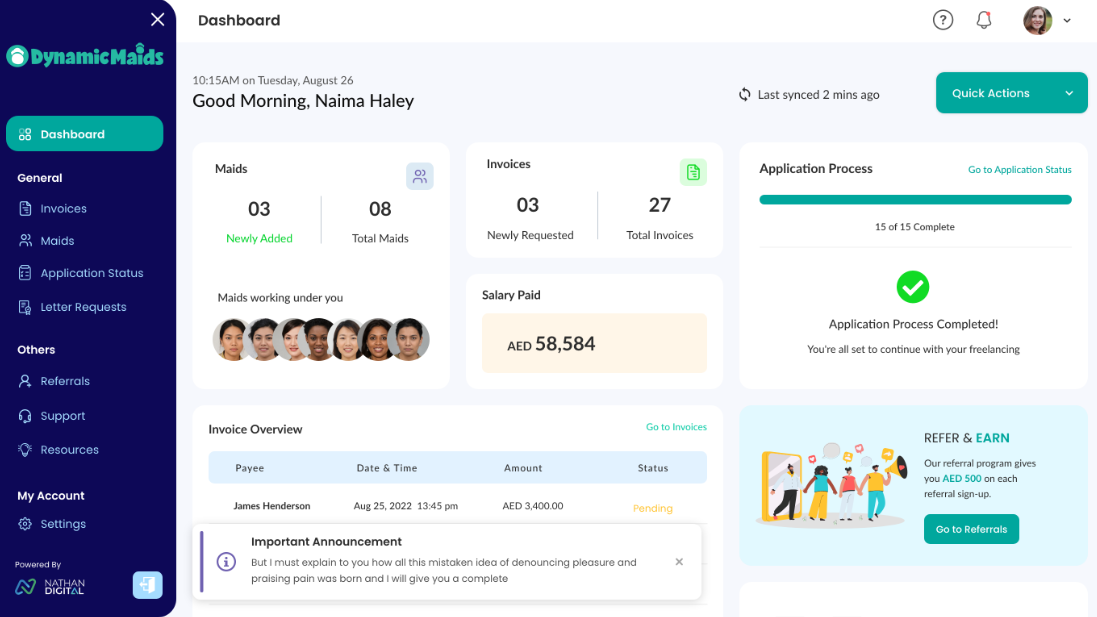 Dashboard
DynamicMaids
10:15AM on Tuesday, August 26
Good Morning, Naima Haley
Last synced 2 mins ago
Quick Actions
Dashboard
General
Invoices
Maids
Application Status
Letter Requests
Others
Referrals
Support
Resources
My Account
Settings
Powered By
NATHAN
DIGITAL
Maids
03
08
Newly Added
Total Maids
Maids working under you
Invoices
03
27
Newly Requested
Total Invoices
Salary Paid
AED 58,584
Application Process
Go to Application Status
15 of 15 Complete
Application Process Completed!
You're all set to continue with your freelancing
Invoice Overview
Go to Invoices
Payee Date & Time Amount Status
James Henderson Aug 25, 2022 13:45 pm AED 3,400.00 Pending
Important Announcement
But I must explain to you how all this mistaken idea of denouncing pleasure and
praising pain was born and I will give you a complete
REFER & EARN
Our referral program gives
you AED 500 on each
referral sign-up.
Go to Referrals